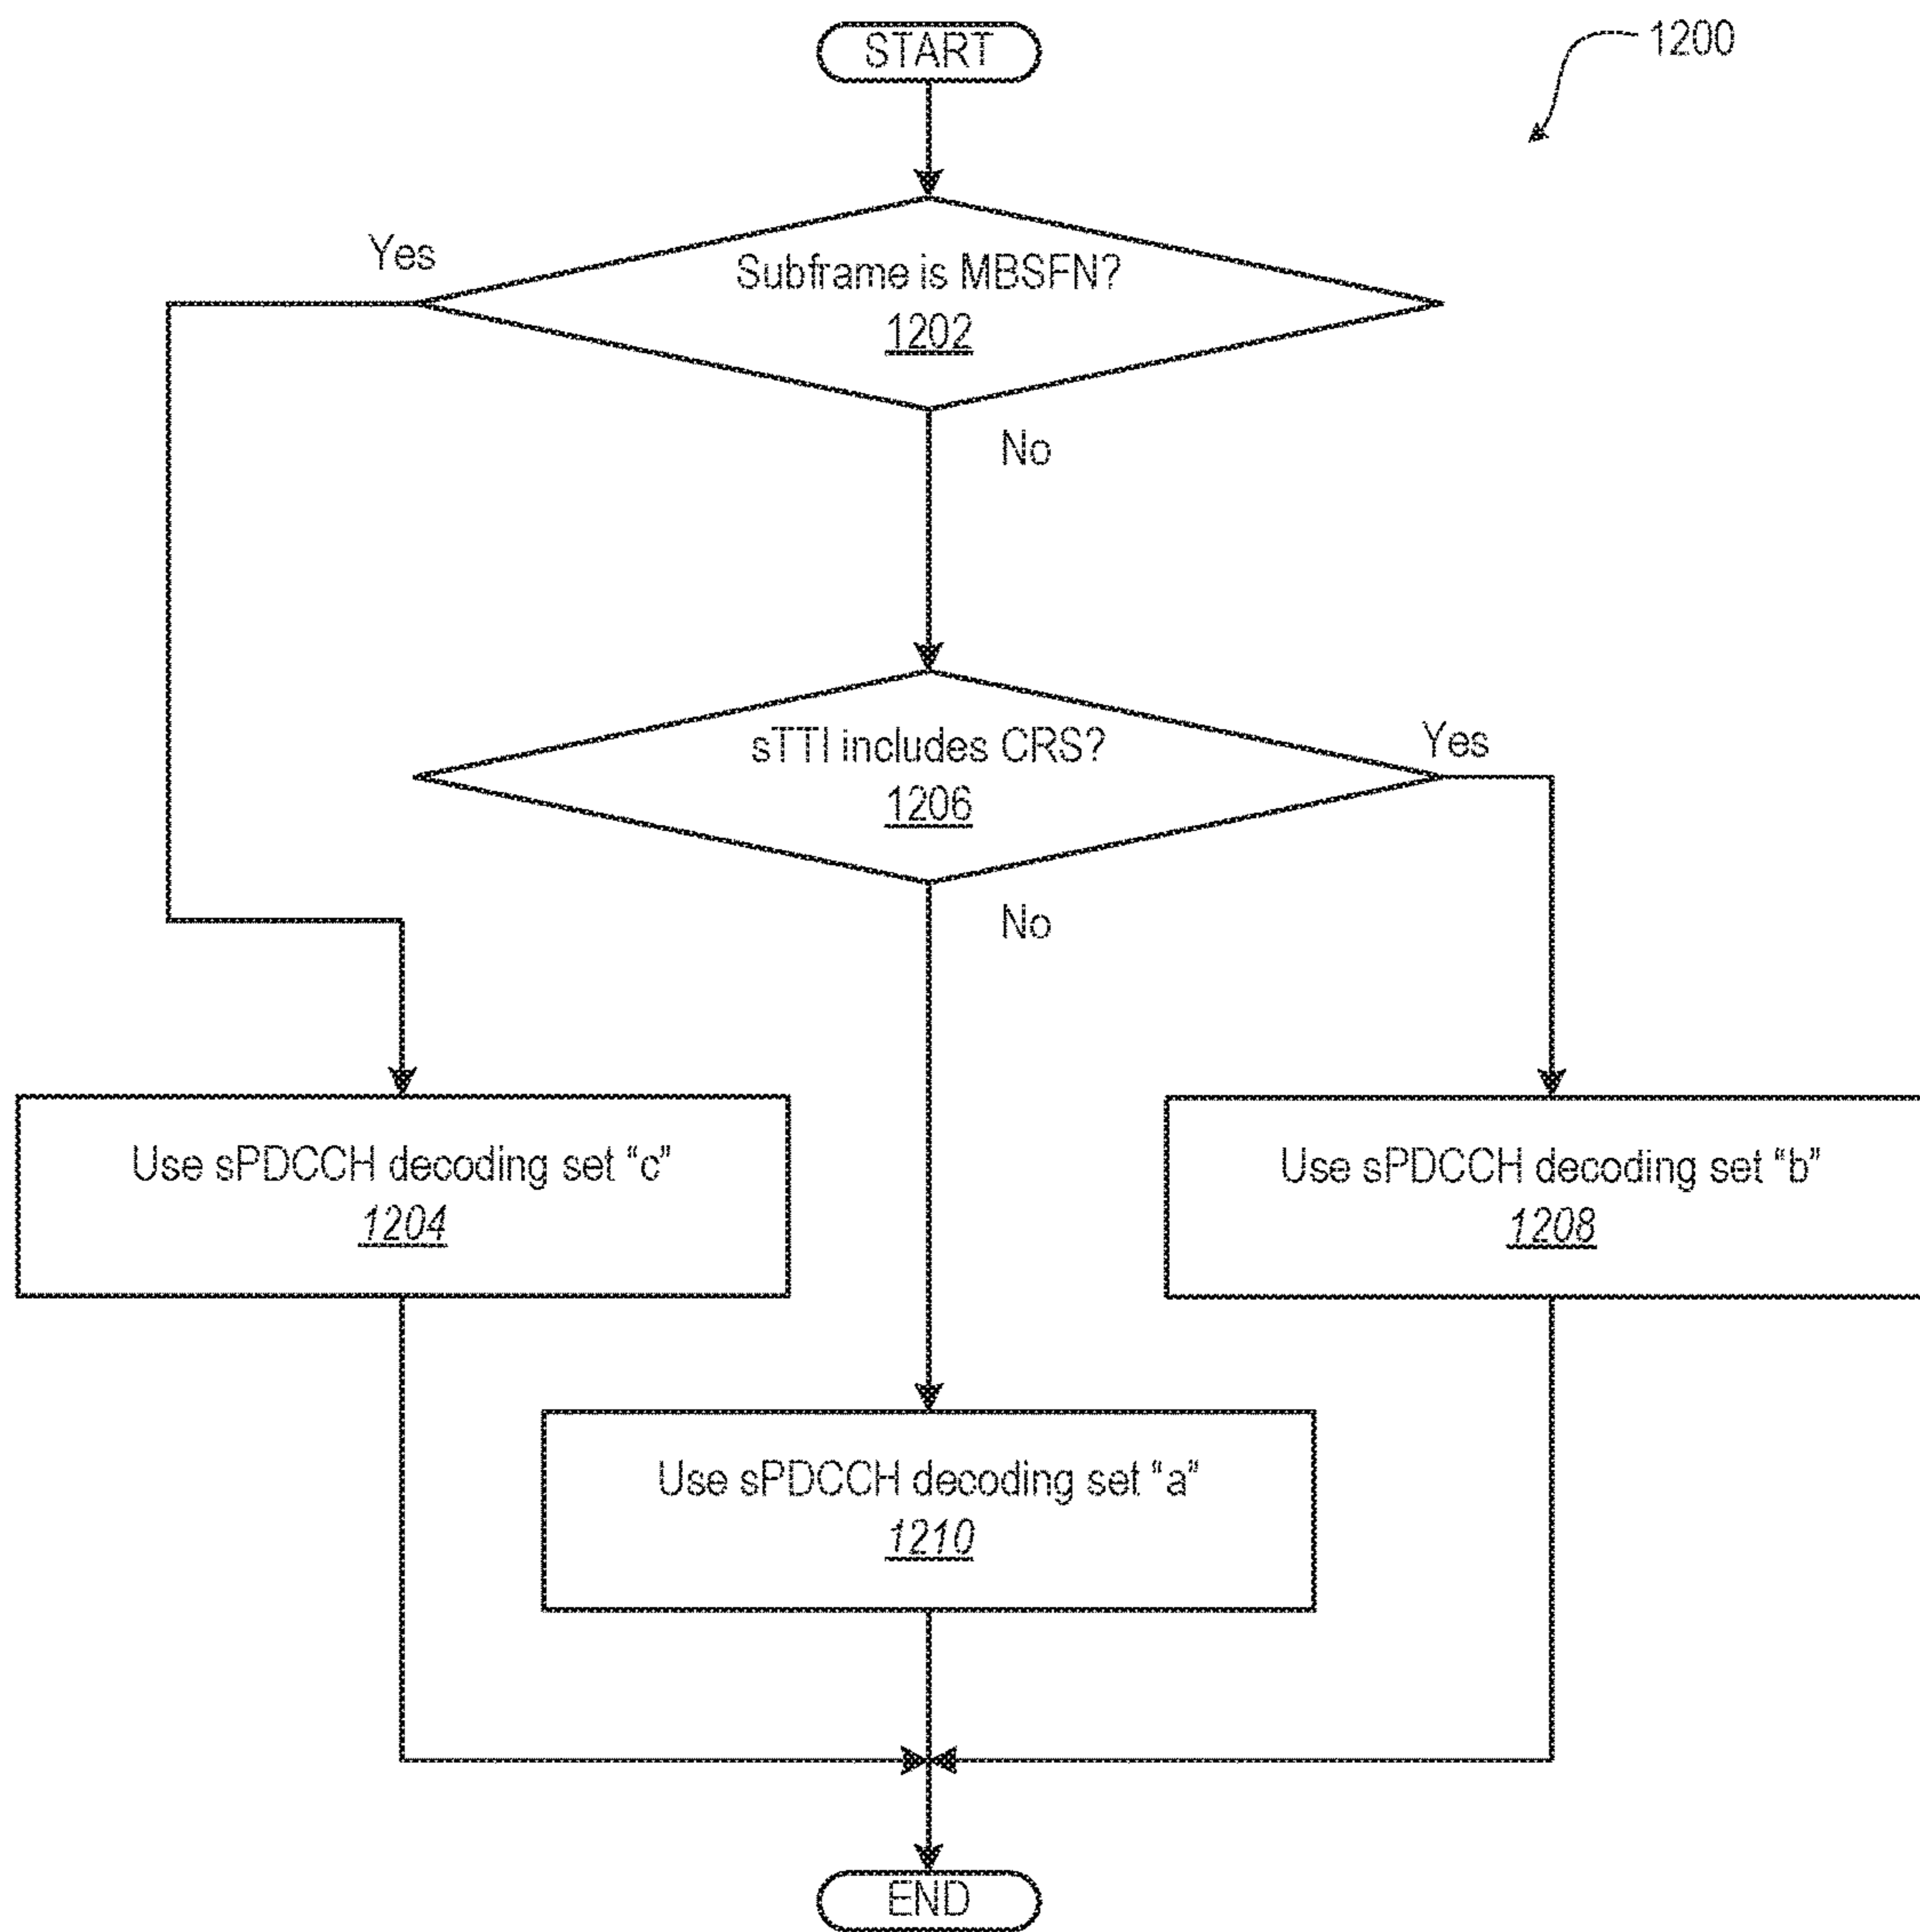 START
1200
Yes
Subframe is MBSFN?
1202
No
sTTI includes CRS?
1206
Yes
No
Use sPDCCH decoding set “c”
1204
Use sPDCCH decoding set “b”
1208
Use sPDCCH decoding set “a”
1210
END